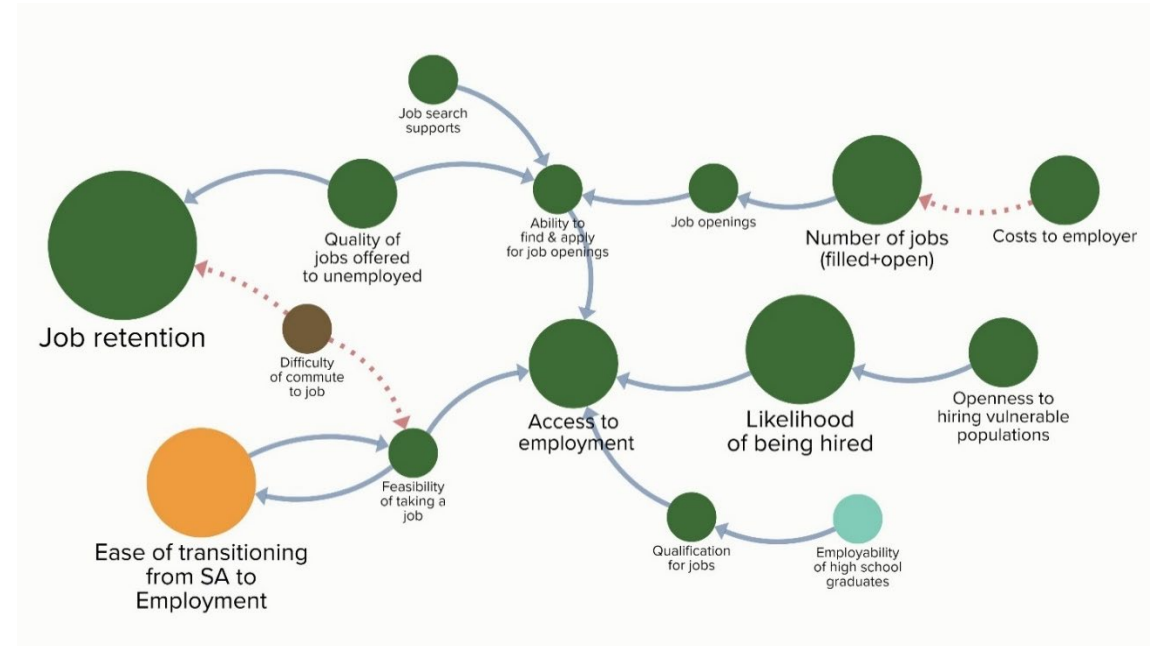 Job search
supports
Job retention
Quality of
jobs offered
to unemployed
Ability to
find & apply
for job openings
Job openings
Number of jobs
(filled+open)
Costs to employer
Difficulty
of commute
to job
Access to
employment
Likelihood
of being hired
Openness to
hiring vulnerable
populations
Ease of transitioning
from SA to
Employment
Feasibility
of taking a
job
Qualification
for jobs
Employability
of high school
graduates